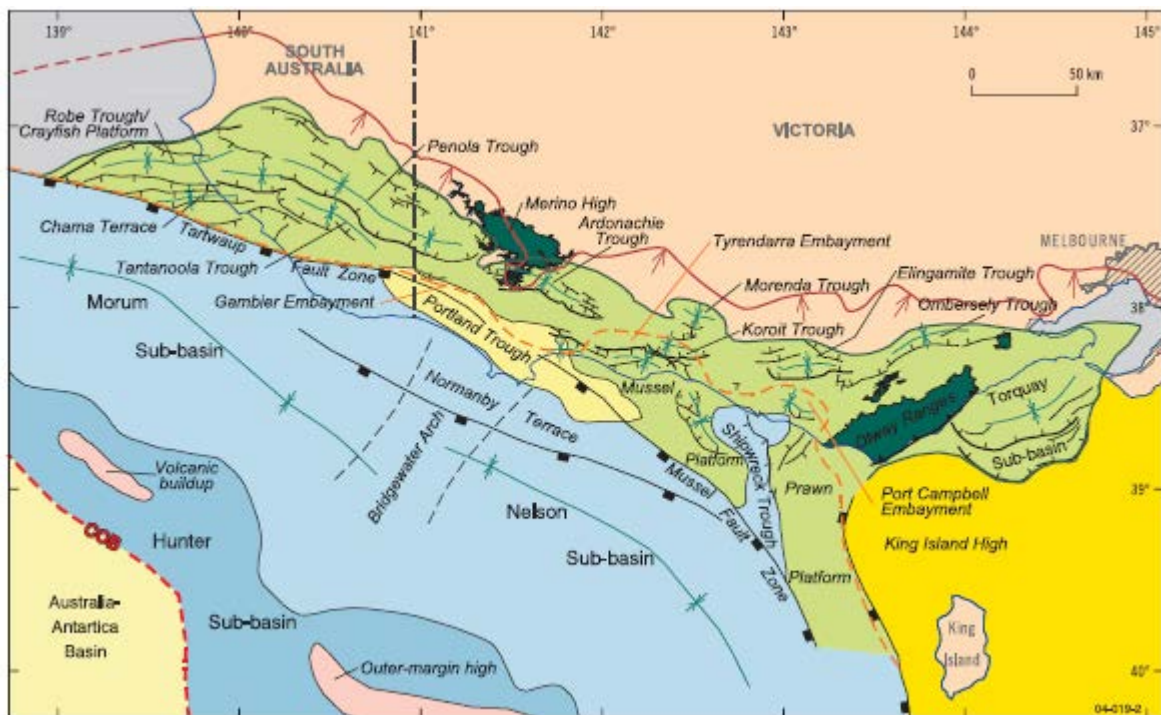 139°
140°
141°
142°
143°
144°
145°
SOUTH
AUSTRALIA
0
50 km
Robe Trough/
Crayfish Platform
VICTORIA
37°
Penola Trough
Merino High
Ardonachie
Trough
Tyrendarra Embayment
MELBOURNE
Chama Terrace
Tartwaup
Fault Zone
Elingamite Trough
Tantanoola Trough
Morenda Trough
Ombersely Trough
Morum
Sub-basin
Gambier Embayment
38°
Portland Trough
Koroit Trough
Mussel
Platform
Normanby
Terrace
Otway Ranges
Torquay
Sub-basin
Shipwreck Trough
Bridgewater Arch
Volcanic
buildup
Mussel
Fault
Zone
Prawn
Platform
Port Campbell
Embayment
39°
Nelson
Sub-basin
COB
Hunter
Sub-basin
King Island High
Australia-
Antartica
Basin
King
Island
Outer-margin high
40°
04-019-2